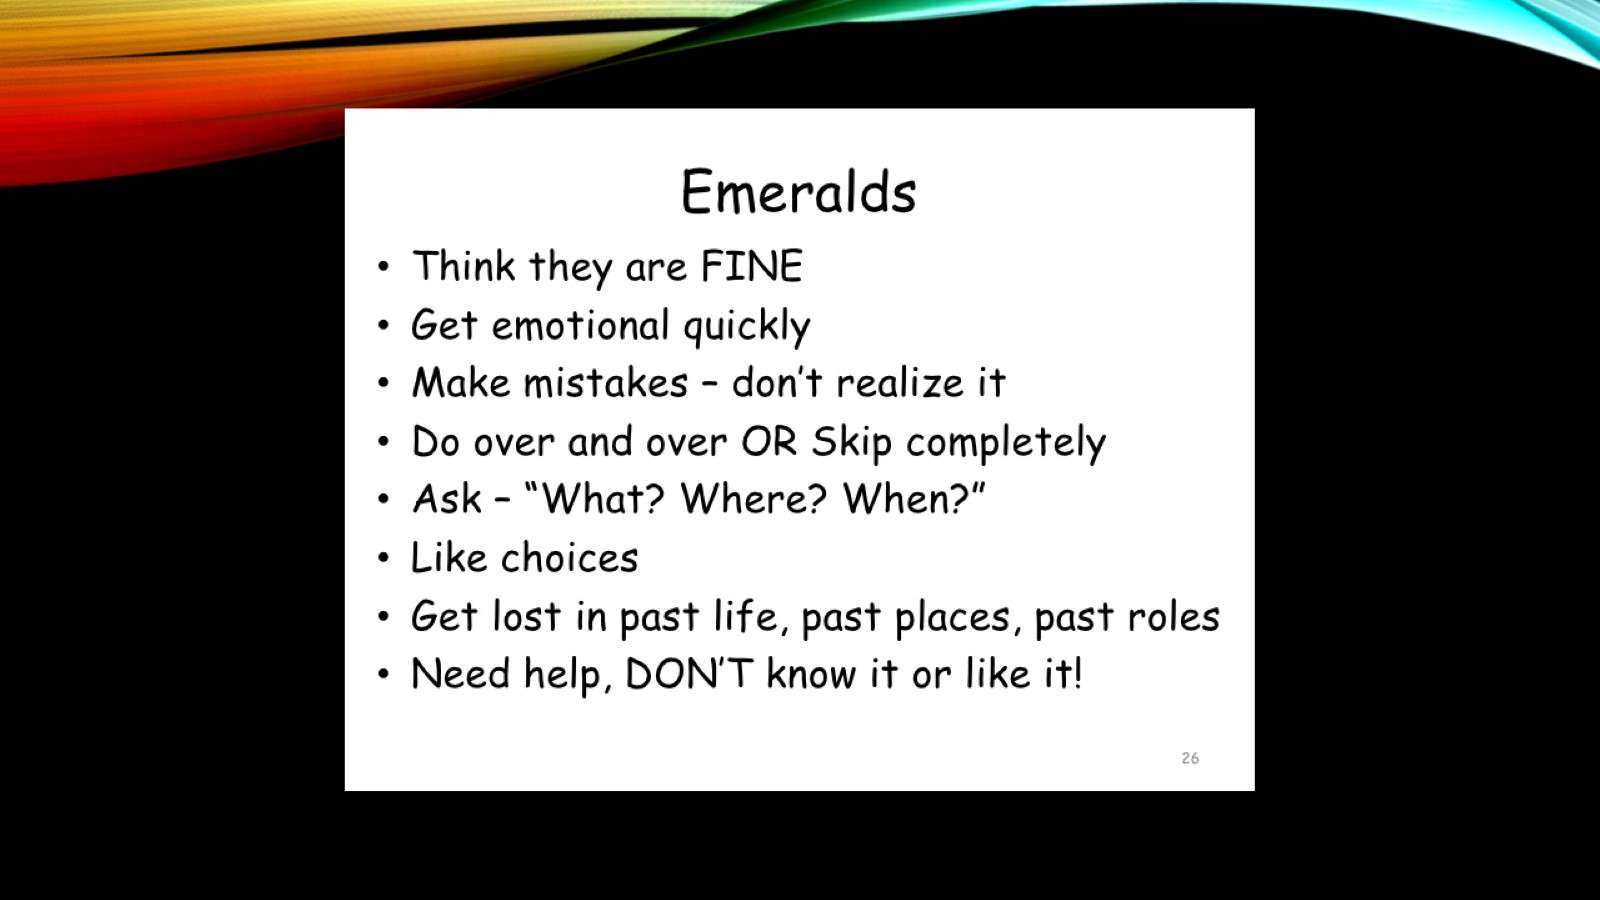 Emeralds
• Think they are FINE
• Get emotional quickly
• Make mistakes – don’t realize it
• Do over and over OR Skip completely
• Ask – “What? Where? When?”
• Like choices
• Get lost in past life, past places, past roles
• Need help, DON’T know it or like it!
26